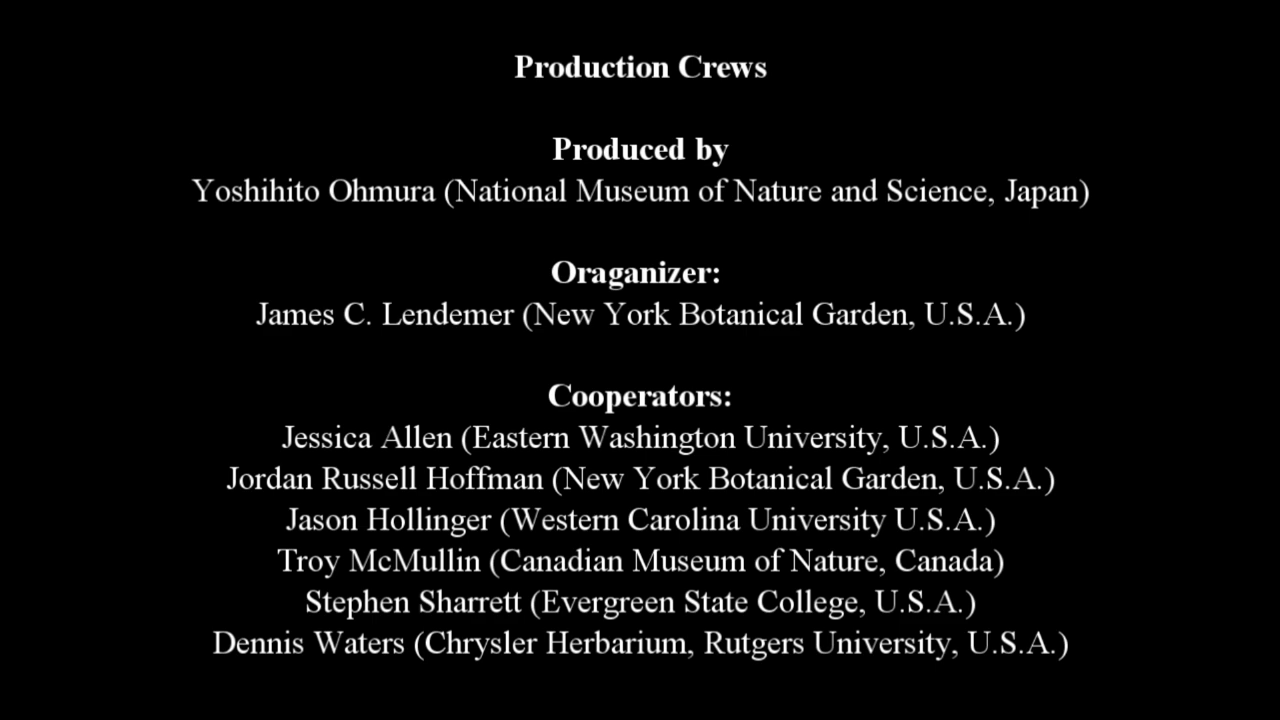 Production Crews
Produced by
Yoshihito Ohmura (National Museum of Nature and Science, Japan)
Oraganizer:
James C. Lendemer (New York Botanical Garden, U.S.A.)
Cooperators:
Jessica Allen (Eastern Washington University, U.S.A.)
Jordan Russell Hoffman (New York Botanical Garden, U.S.A.)
Jason Hollinger (Western Carolina University U.S.A.)
Troy McMullin (Canadian Museum of Nature, Canada)
Stephen Sharrett (Evergreen State College, U.S.A.)
Dennis Waters (Chrysler Herbarium, Rutgers University, U.S.A.)